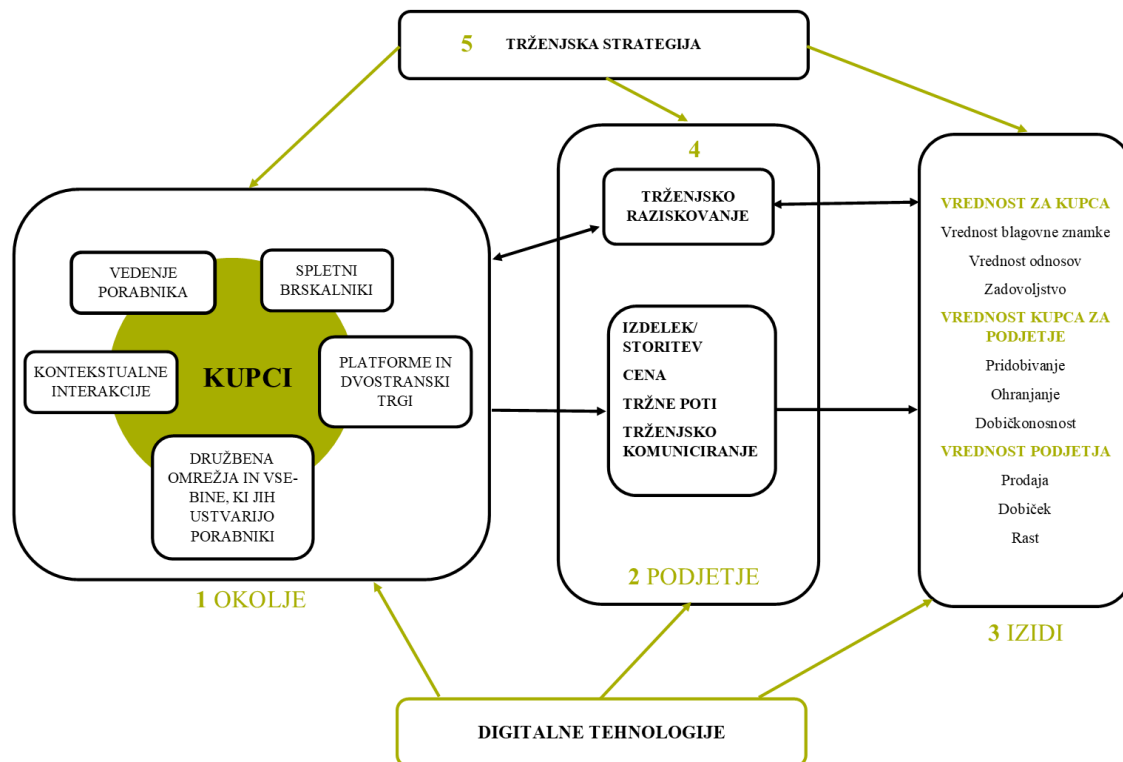 5 TRŽENJSKA STRATEGIJA
KUPCI
VEDENJE
PORABNIKA
SPLETNI
BRSKALNIKI
KONTEKSTUALNE
INTERAKCIJE
PLATFORME IN
DVOSTRANSKI
TRGI
DRUŽBENA
OMREŽJA IN VSE-
BINE, KI JIH
USTVARIJO
PORABNIKI
1 OKOLJE
4
TRŽENJSKO
RAZISKOVANJE
IZDELEK/
STORITEV
CENA
TRŽNE POTI
TRŽENJSKO
KOMUNICIRANJE
2 PODJETJE
VREDNOST ZA KUPCA
Vrednost blagovne znamke
Vrednost odnosov
Zadovoljstvo
VREDNOST KUPCA ZA
PODJETJE
Pridobivanje
Ohranjanje
Dobičkonosnost
VREDNOST PODJETJA
Prodaja
Dobiček
Rast
3 IZIDI
DIGITALNE TEHNOLOGIJE